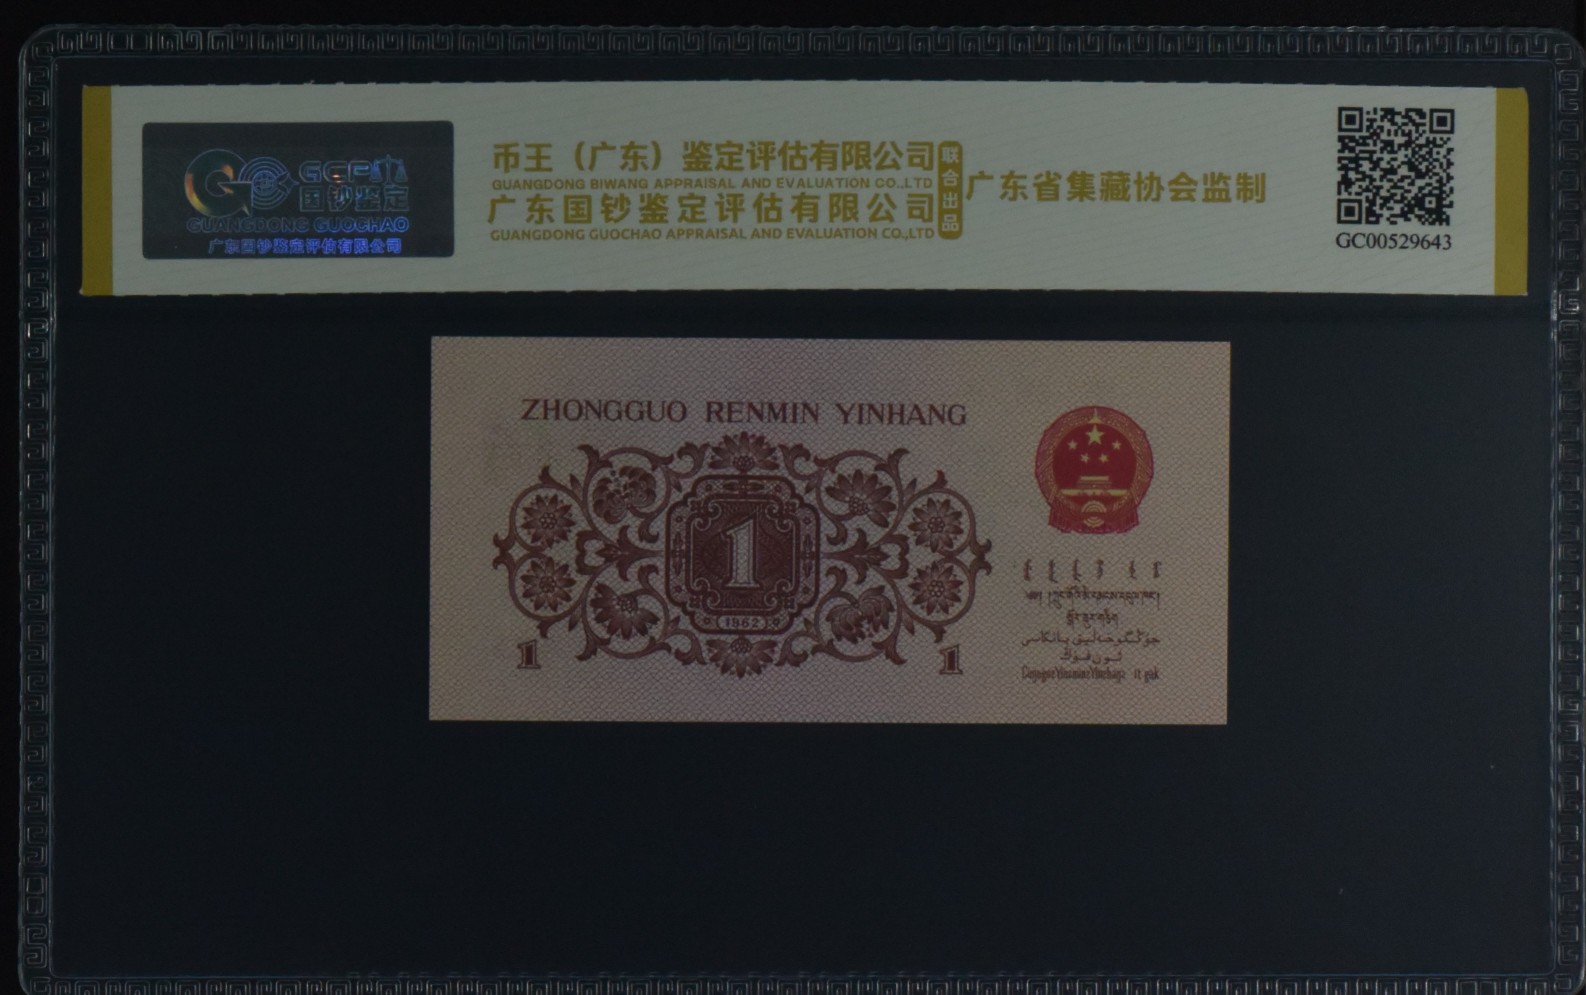 GCF
国钞鉴定
GUANGDONG GUOCHAO
广东国钞鉴定评估有限公司
币王（广东）鉴定评估有限公司
GUANGDONG BIWANG APPRAISAL AND EVALUATION CO.,LTD
广东国钞鉴定评估有限公司
GUANGDONG GUOCHAO APPRAISAL AND EVALUATION CO.,LTD
联合出品
广东省集藏协会监制
GC00529643
ZHONGGUO RENMIN YINHANG
1
1962
1
1